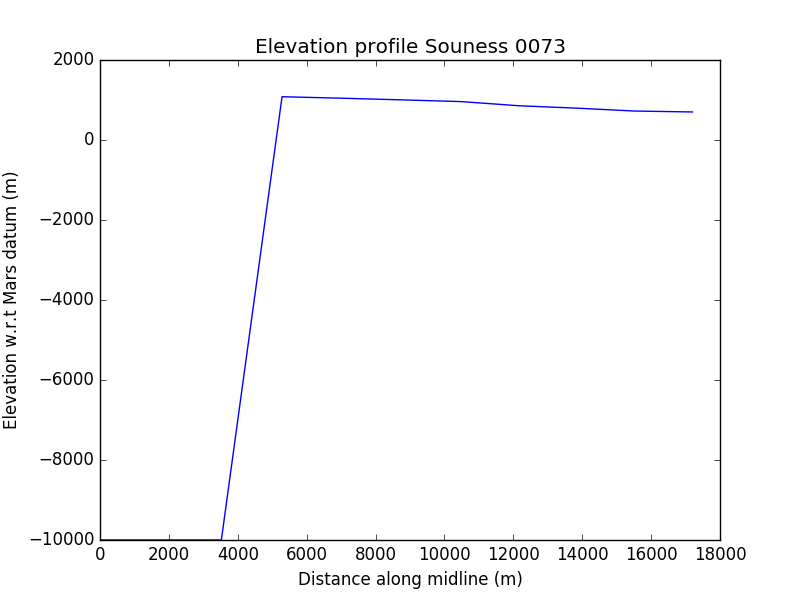 Elevation profile Souness 0073
2000
0
−2000
−4000
−6000
−8000
−10000
Elevation w.r.t Mars datum (m)
0 2000 4000 6000 8000 10000 12000 14000 16000 18000
Distance along midline (m)